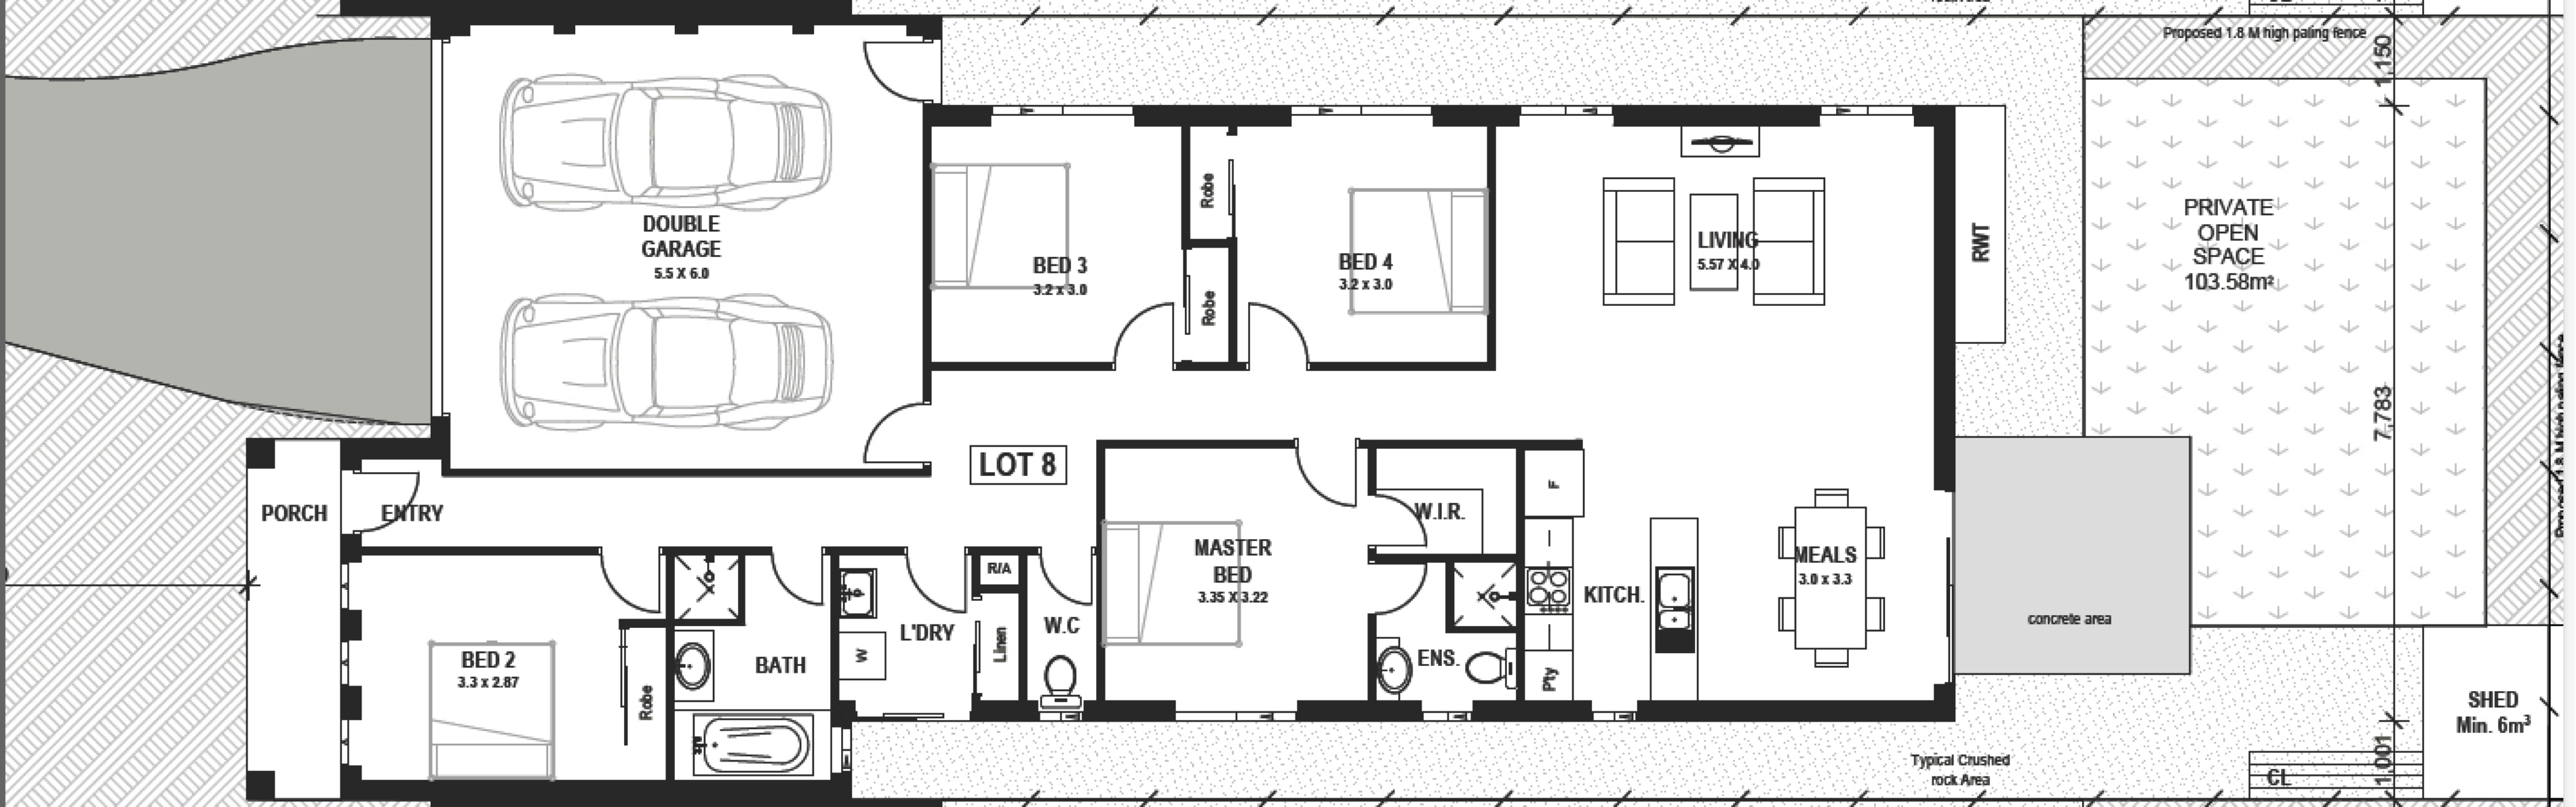 Proposed 1.8 M high paling fence
1,150
DOUBLE
GARAGE
5.5 X 6.0
BED 3
3.2 x 3.0
Robe
Robe
BED 4
3.2 x 3.0
LIVING
5.57 X 4.0
RWT
PRIVATE
OPEN
SPACE
103.58m²
7,783
LOT 8
PORCH
ENTRY
BED 2
3.3 x 2.87
Robe
BATH
L'DRY
W
R/A
Linen
W.C
MASTER
BED
3.35 X 3.22
W.I.R.
ENS.
F
P'ty
KITCH.
MEALS
3.0 x 3.3
concrete area
SHED
Min. 6m³
Typical Crushed
rock Area
CL
1,001